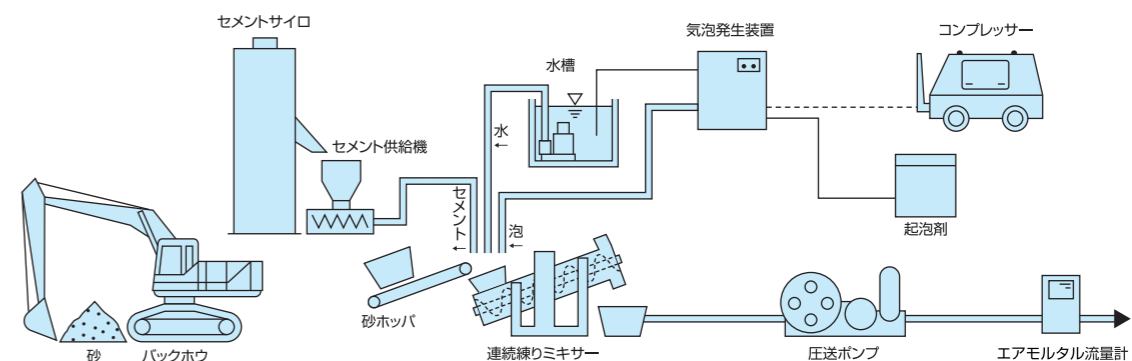 セメントサイロ
気泡発生装置
コンプレッサー
水槽
水
セメント供給機
セメント
泡
起泡剤
砂ホッパ
砂
バックホウ
連続練りミキサー
圧送ポンプ
エアモルタル流量計